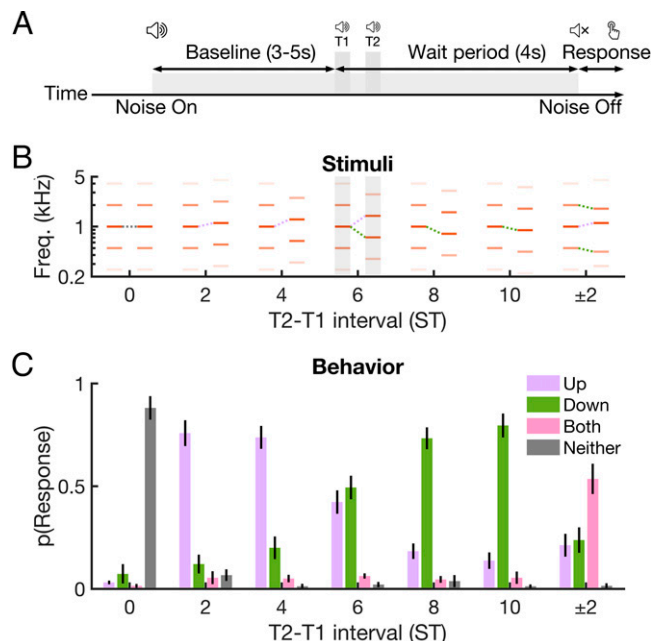 A
T1 T2
Baseline (3-5s) Wait period (4s) Response
Time
Noise On Noise Off
B
Stimuli
Freq. (kHz)
5
1
0.2
0 2 4 6 8 10 ±2
T2-T1 interval (ST)
C
Behavior
p(Response)
1
0.5
0
Up
Down
Both
Neither
0 2 4 6 8 10 ±2
T2-T1 interval (ST)